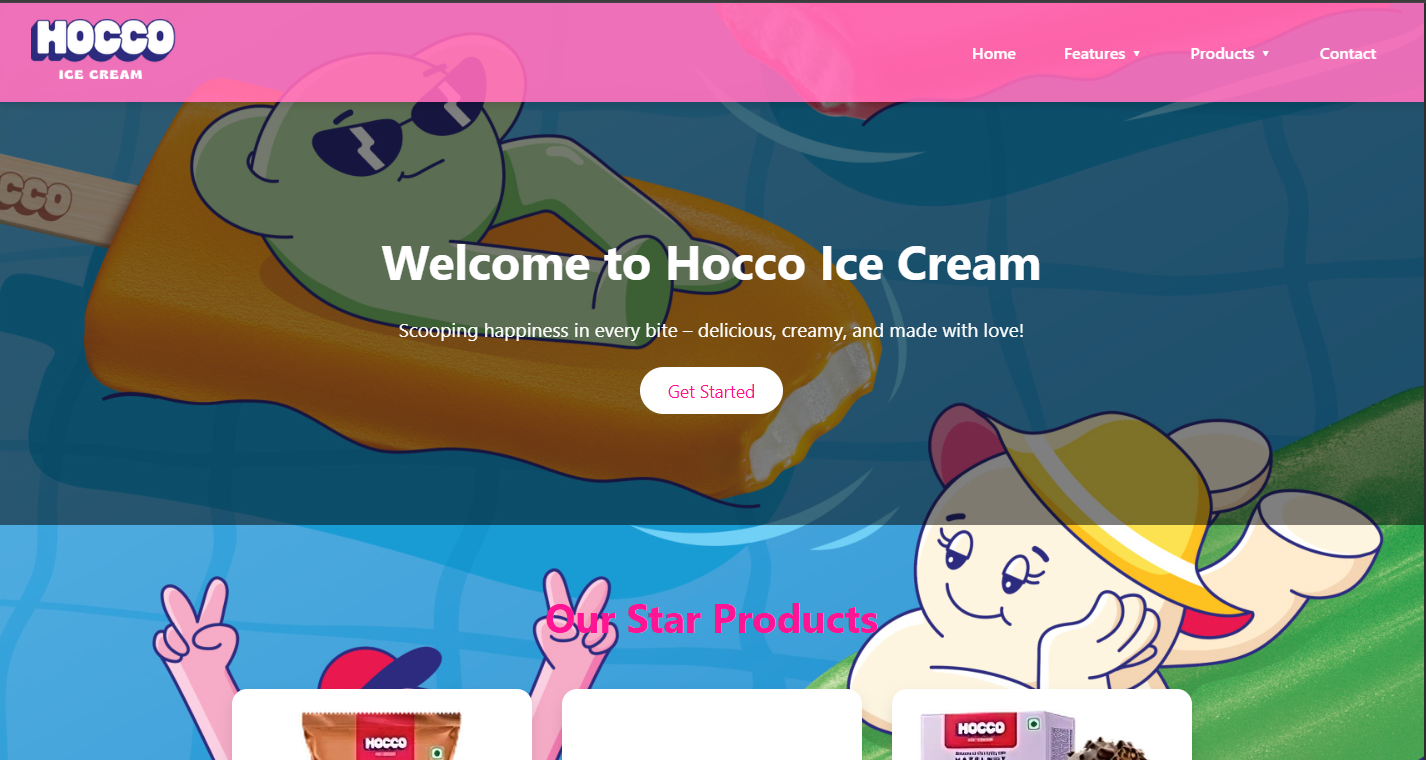 HOCCO
ICE CREAM
Home
Features ▼
Products ▼
Contact
Welcome to Hocco Ice Cream
Scooping happiness in every bite – delicious, creamy, and made with love!
Get Started
Our Star Products
HOCCO
HOCCO